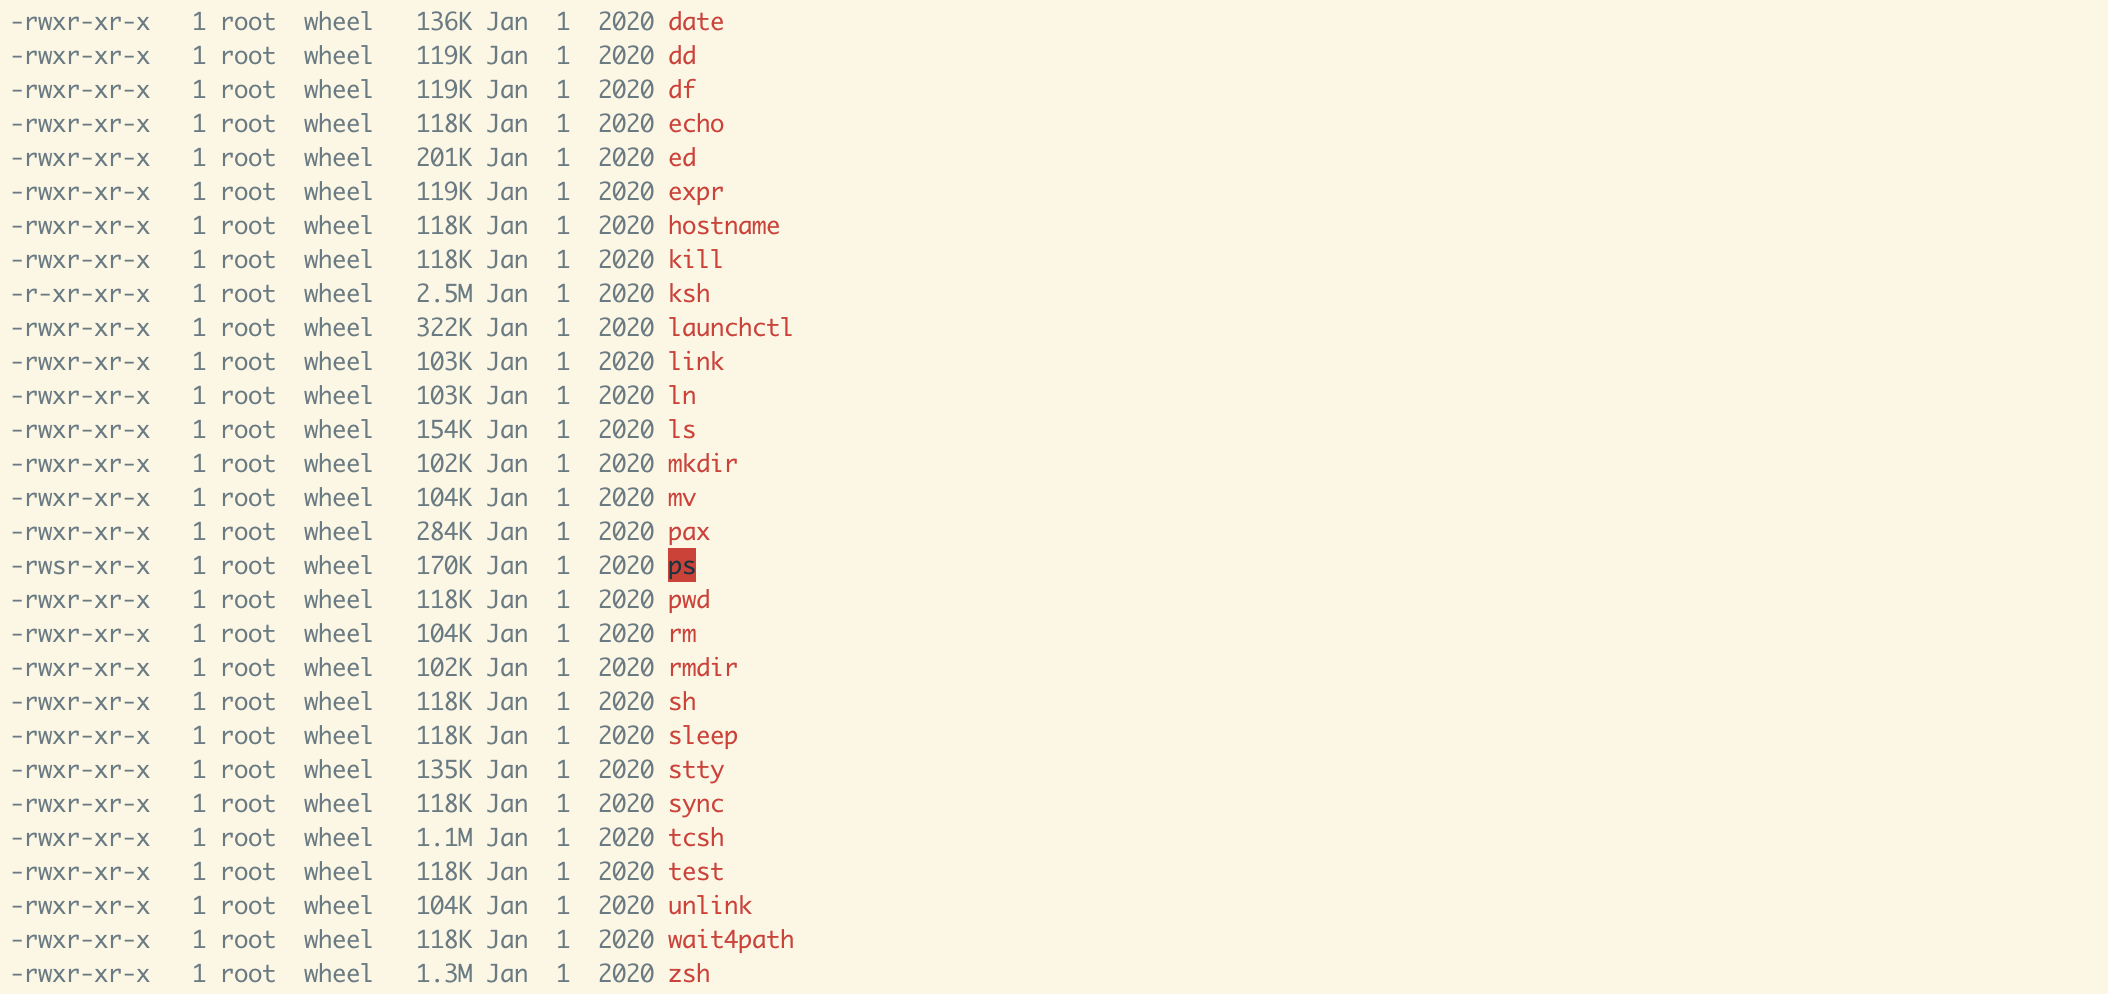 -rwxr-xr-x   1 root  wheel   136K Jan  1  2020 date
-rwxr-xr-x   1 root  wheel   119K Jan  1  2020 dd
-rwxr-xr-x   1 root  wheel   119K Jan  1  2020 df
-rwxr-xr-x   1 root  wheel   118K Jan  1  2020 echo
-rwxr-xr-x   1 root  wheel   201K Jan  1  2020 ed
-rwxr-xr-x   1 root  wheel   119K Jan  1  2020 expr
-rwxr-xr-x   1 root  wheel   118K Jan  1  2020 hostname
-rwxr-xr-x   1 root  wheel   118K Jan  1  2020 kill
-r-xr-xr-x   1 root  wheel   2.5M Jan  1  2020 ksh
-rwxr-xr-x   1 root  wheel   322K Jan  1  2020 launchctl
-rwxr-xr-x   1 root  wheel   103K Jan  1  2020 link
-rwxr-xr-x   1 root  wheel   103K Jan  1  2020 ln
-rwxr-xr-x   1 root  wheel   154K Jan  1  2020 ls
-rwxr-xr-x   1 root  wheel   102K Jan  1  2020 mkdir
-rwxr-xr-x   1 root  wheel   104K Jan  1  2020 mv
-rwxr-xr-x   1 root  wheel   284K Jan  1  2020 pax
-rwsr-xr-x   1 root  wheel   170K Jan  1  2020 ps
-rwxr-xr-x   1 root  wheel   118K Jan  1  2020 pwd
-rwxr-xr-x   1 root  wheel   104K Jan  1  2020 rm
-rwxr-xr-x   1 root  wheel   102K Jan  1  2020 rmdir
-rwxr-xr-x   1 root  wheel   118K Jan  1  2020 sh
-rwxr-xr-x   1 root  wheel   118K Jan  1  2020 sleep
-rwxr-xr-x   1 root  wheel   135K Jan  1  2020 stty
-rwxr-xr-x   1 root  wheel   118K Jan  1  2020 sync
-rwxr-xr-x   1 root  wheel   1.1M Jan  1  2020 tcsh
-rwxr-xr-x   1 root  wheel   118K Jan  1  2020 test
-rwxr-xr-x   1 root  wheel   104K Jan  1  2020 unlink
-rwxr-xr-x   1 root  wheel   118K Jan  1  2020 wait4path
-rwxr-xr-x   1 root  wheel   1.3M Jan  1  2020 zsh